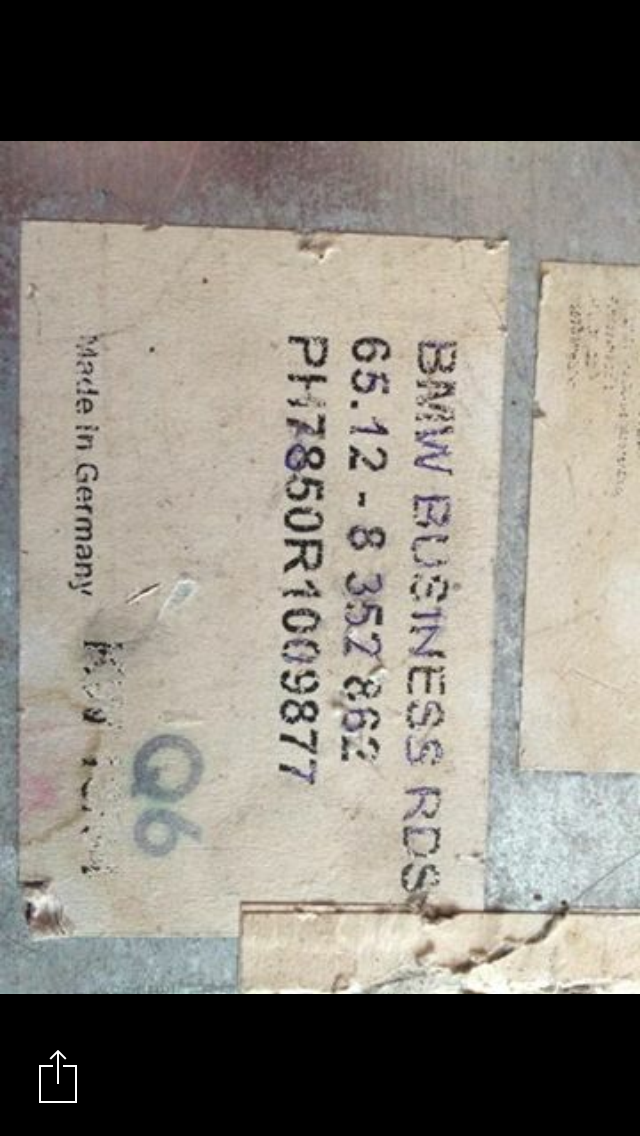 BMW BUSINESS RDS
65.12 - 8 352 862
PH7850R1009877
Q6
Made in Germany